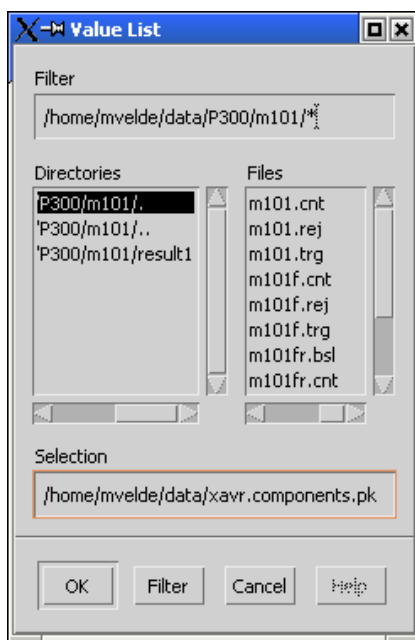 Value List
Filter
/home/mvelde/data/P300/m101/*
Directories
Files
'P300/m101/.
'P300/m101/..
'P300/m101/result1
m101.cnt
m101.rej
m101.trg
m101f.cnt
m101f.rej
m101f.trg
m101fr.bsl
m101fr.cnt
Selection
/home/mvelde/data/xavr.components.pk
OK Filter Cancel Help